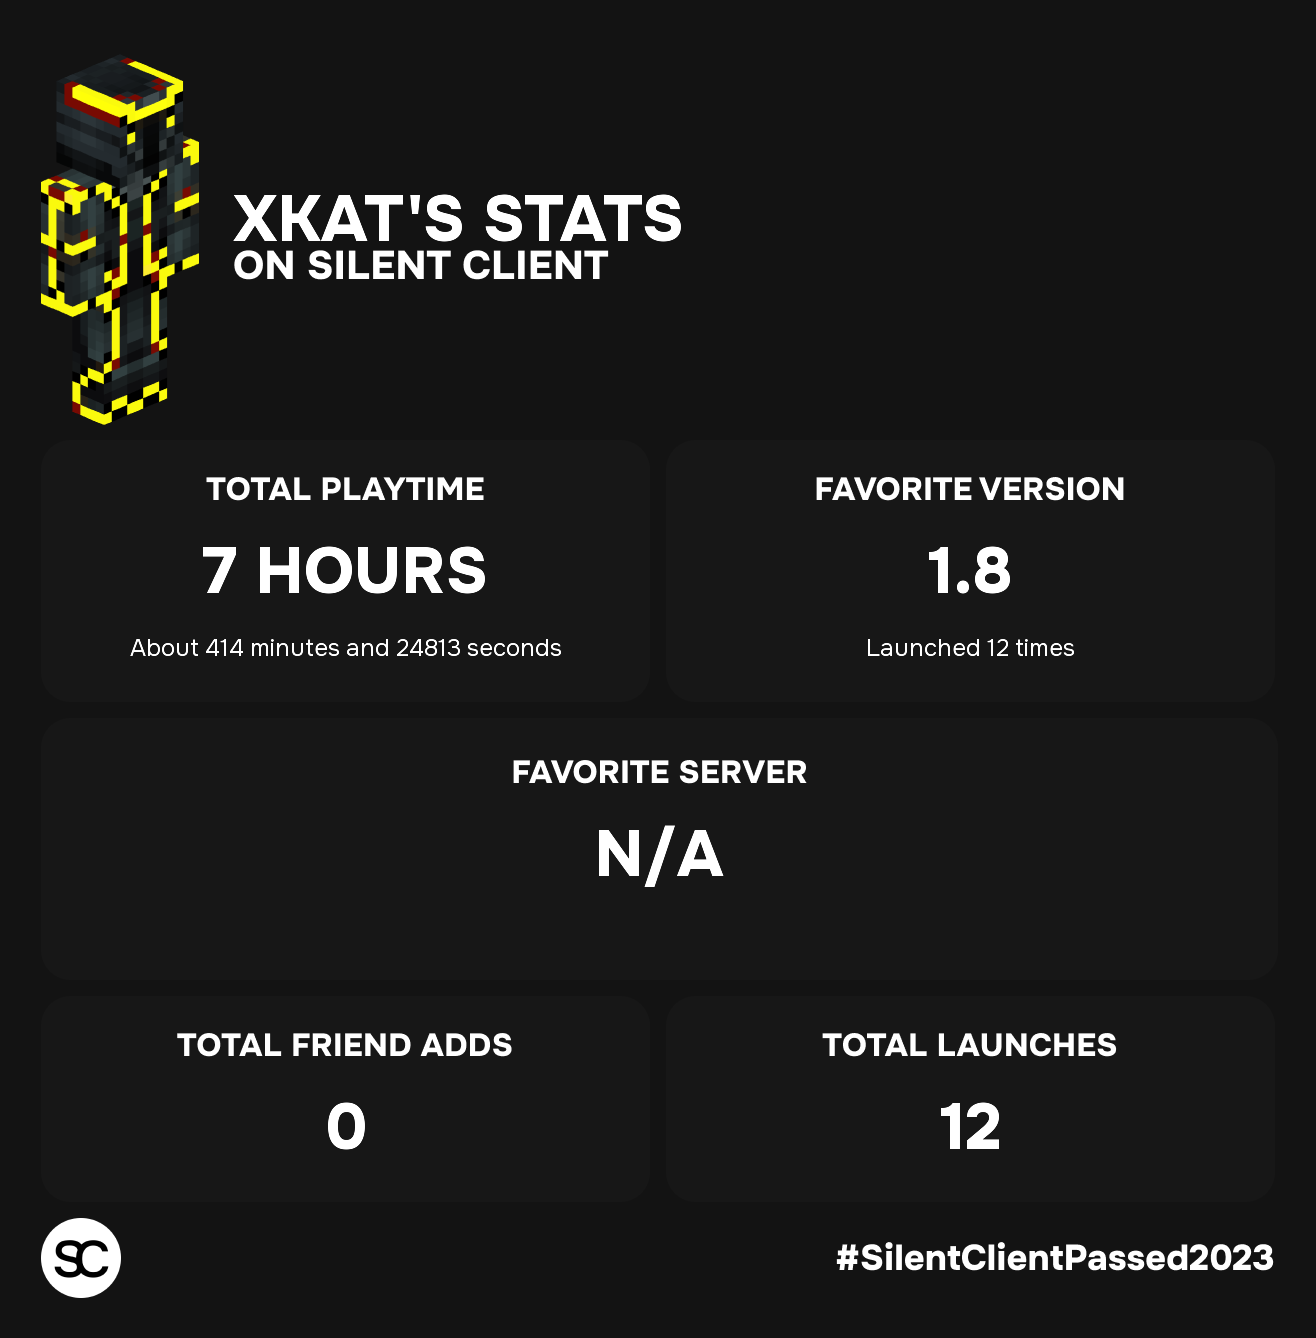 XKAT'S STATS
ON SILENT CLIENT
TOTAL PLAYTIME
7 HOURS
About 414 minutes and 24813 seconds
FAVORITE VERSION
1.8
Launched 12 times
FAVORITE SERVER
N/A
TOTAL FRIEND ADDS
0
TOTAL LAUNCHES
12
SC
#SilentClientPassed2023